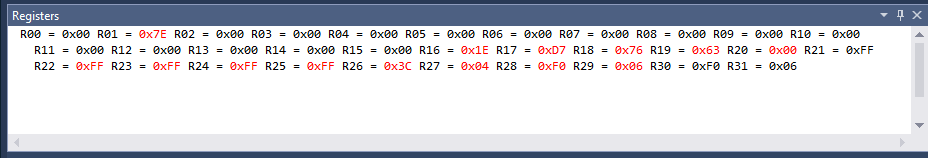 Registers
R00 = 0x00 R01 = 0x7E R02 = 0x00 R03 = 0x00 R04 = 0x00 R05 = 0x00 R06 = 0x00 R07 = 0x00 R08 = 0x00 R09 = 0x00 R10 = 0x00
R11 = 0x00 R12 = 0x00 R13 = 0x00 R14 = 0x00 R15 = 0x00 R16 = 0x1E R17 = 0xD7 R18 = 0x76 R19 = 0x63 R20 = 0x00 R21 = 0xFF
R22 = 0xFF R23 = 0xFF R24 = 0xFF R25 = 0xFF R26 = 0x3C R27 = 0x04 R28 = 0xF0 R29 = 0x06 R30 = 0xF0 R31 = 0x06